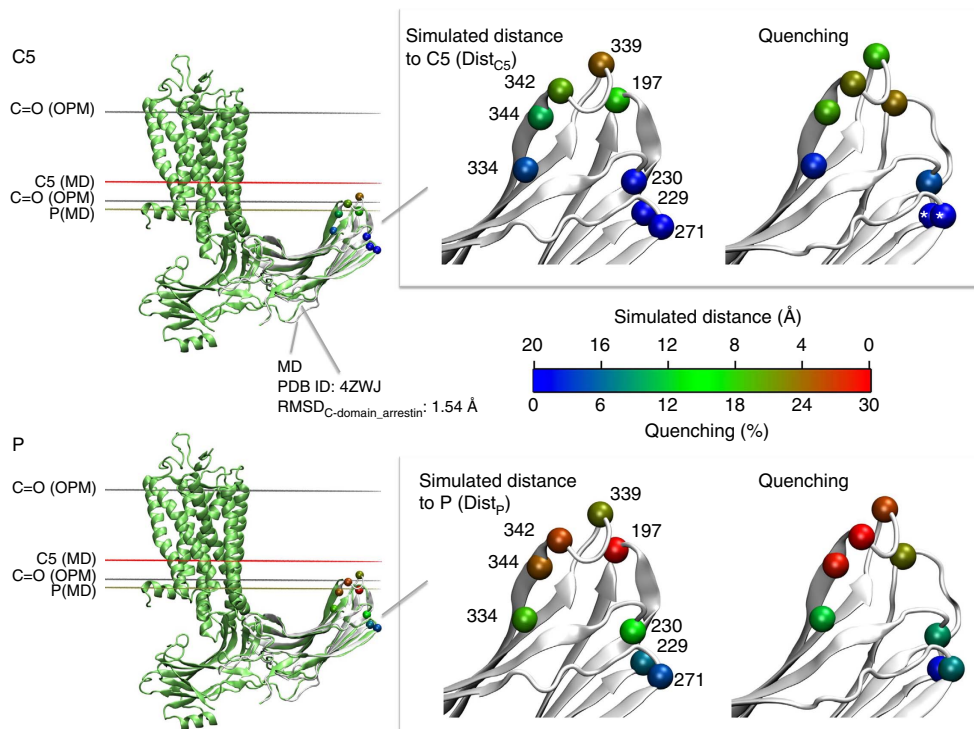 C5
C=O (OPM)
C5 (MD)
C=O (OPM)
P(MD)
MD
PDB ID: 4ZWJ
RMSDC-domain_arrestin: 1.54 Å
Simulated distance
to C5 (DistC5)
339
342
197
344
334
230
229
271
Quenching
* *
Simulated distance (Å)
20 16 12 8 4 0
0 6 12 18 24 30
Quenching (%)
P
C=O (OPM)
C5 (MD)
C=O (OPM)
P(MD)
Simulated distance
to P (DistP)
339
342
197
344
334
230
229
271
Quenching